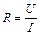 R = U / I